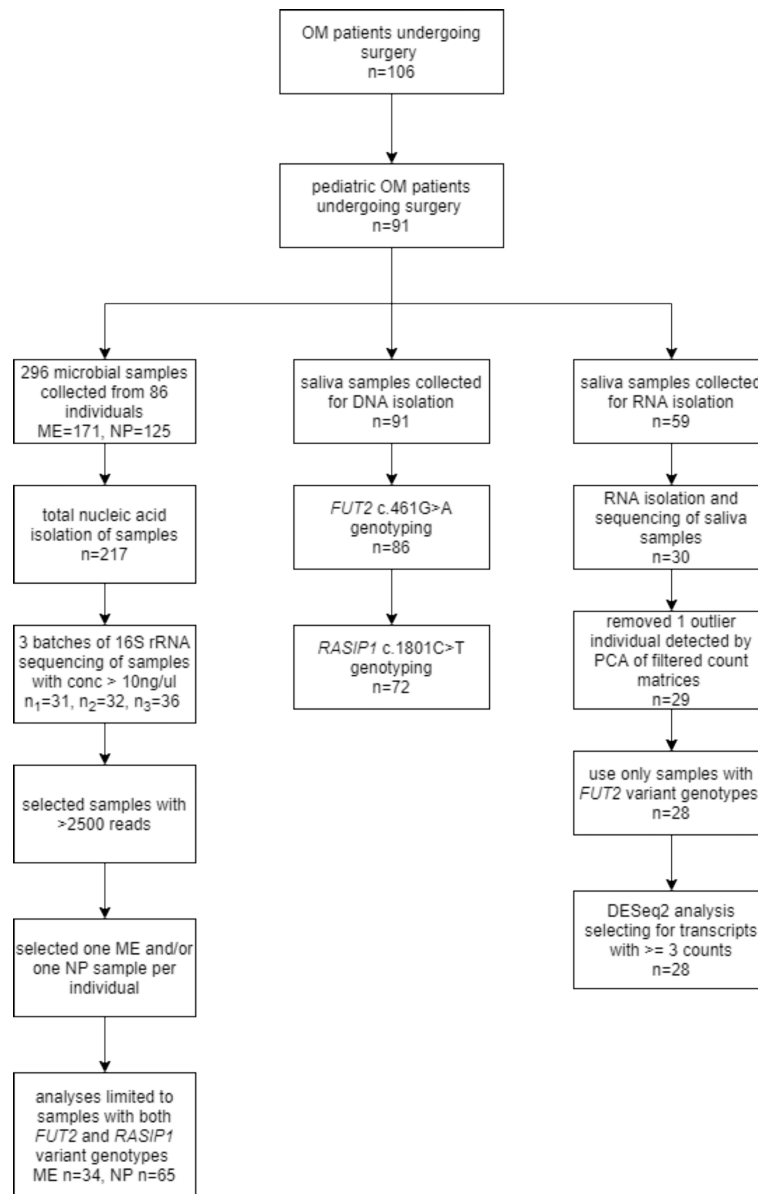 OM patients undergoing
surgery
n=106
pediatric OM patients
undergoing surgery
n=91
296 microbial samples
collected from 86
individuals
ME=171, NP=125
total nucleic acid
isolation of samples
n=217
3 batches of 16S rRNA
sequencing of samples
with conc > 10ng/ul
n₁=31, n₂=32, n₃=36
selected samples with
>2500 reads
selected one ME and/or
one NP sample per
individual
analyses limited to
samples with both
FUT2 and RASIP1
variant genotypes
ME n=34, NP n=65
saliva samples collected
for DNA isolation
n=91
FUT2 c.461G>A
genotyping
n=86
RASIP1 c.1801C>T
genotyping
n=72
saliva samples collected
for RNA isolation
n=59
RNA isolation and
sequencing of saliva
samples
n=30
removed 1 outlier
individual detected by
PCA of filtered count
matrices
n=29
use only samples with
FUT2 variant genotypes
n=28
DESeq2 analysis
selecting for transcripts
with >= 3 counts
n=28